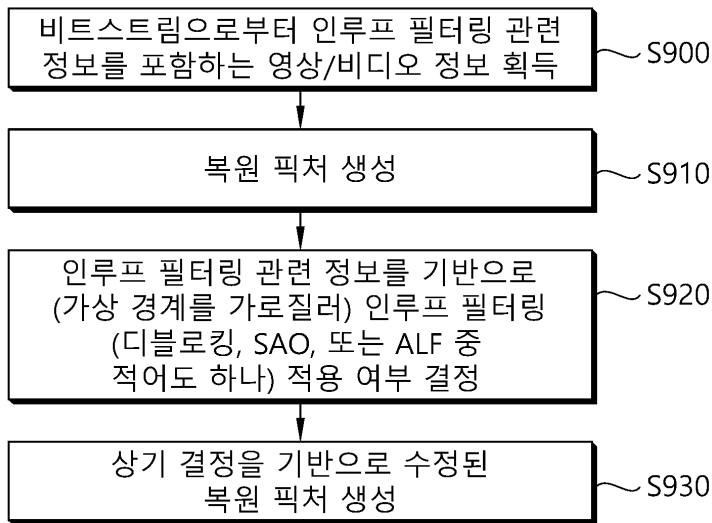 비트스트림으로부터 인루프 필터링 관련
정보를 포함하는 영상/비디오 정보 획득
S900
복원 픽처 생성
S910
인루프 필터링 관련 정보를 기반으로
(가상 경계를 가로질러) 인루프 필터링
(디블로킹, SAO, 또는 ALF 중
적어도 하나) 적용 여부 결정
S920
상기 결정을 기반으로 수정된
복원 픽처 생성
S930